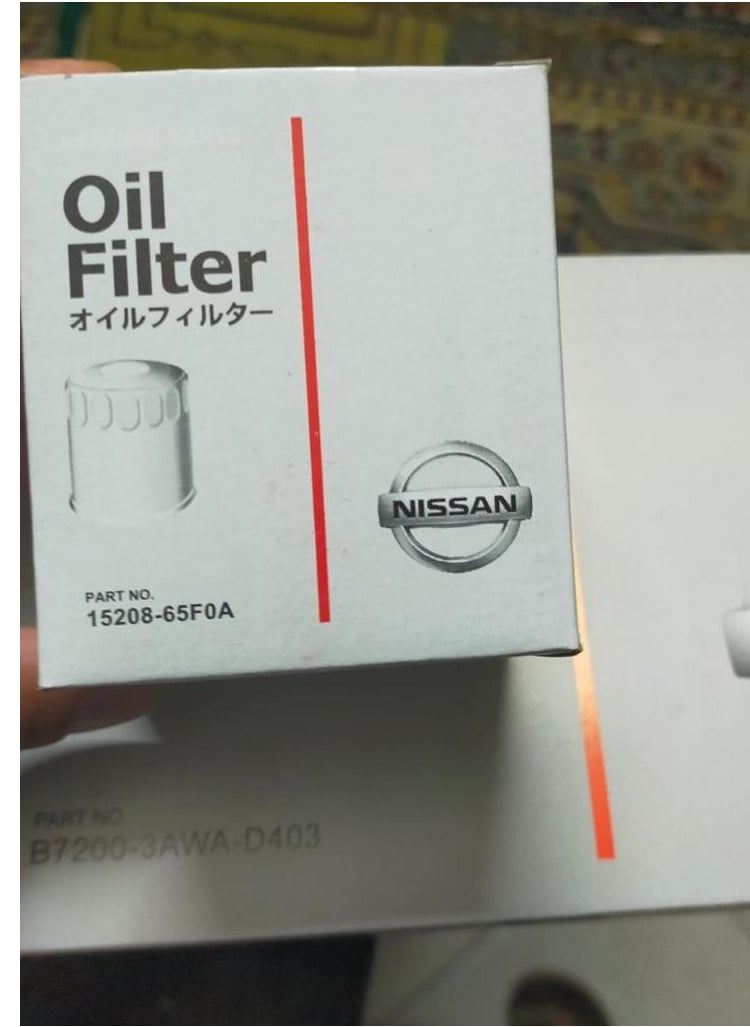 Oil
Filter
オイルフィルター
NISSAN
PART NO.
15208-65F0A
PART NO
B7200-3AWA-D403